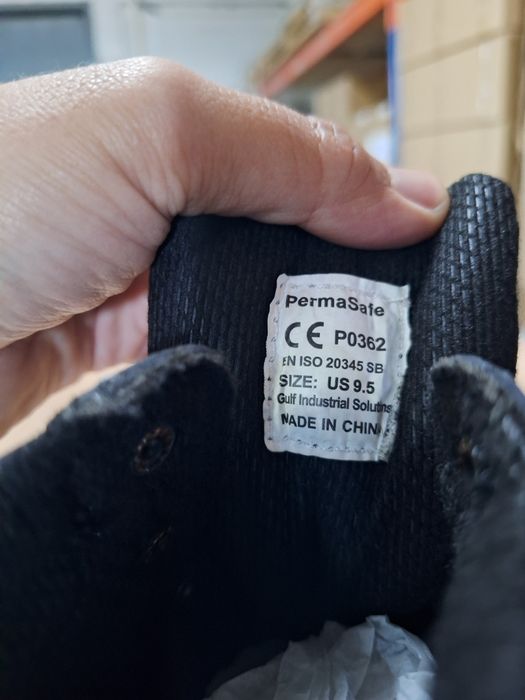 PermaSafe
CE P0362
EN ISO 20345 SB
SIZE: US 9.5
Gulf Industrial Solutions
MADE IN CHINA